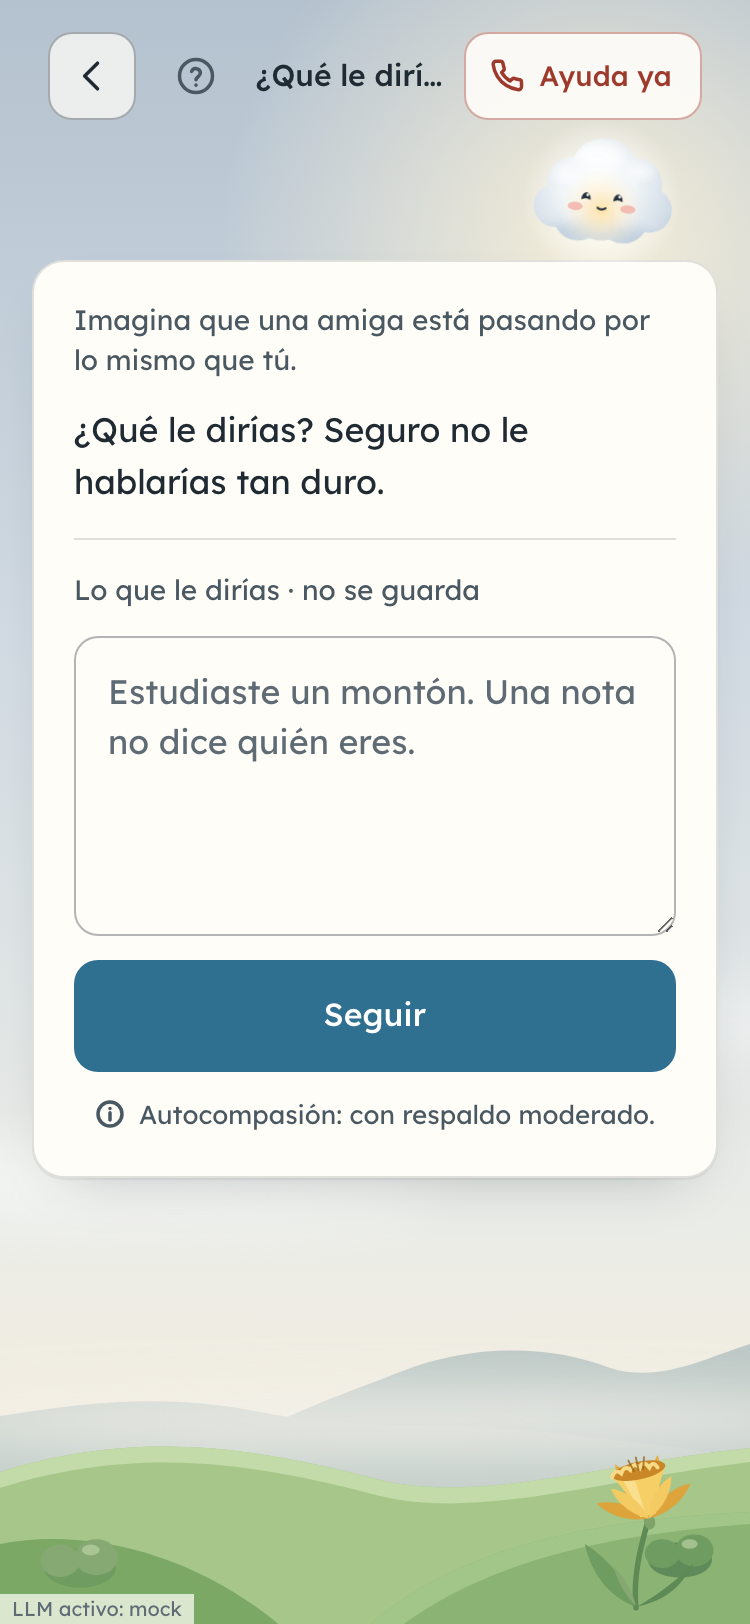 ¿Qué le dirí...
Ayuda ya
Imagina que una amiga está pasando por
lo mismo que tú.
¿Qué le dirías? Seguro no le
hablarías tan duro.
Lo que le dirías · no se guarda
Estudiaste un montón. Una nota
no dice quién eres.
Seguir
Autocompasión: con respaldo moderado.
LLM activo: mock